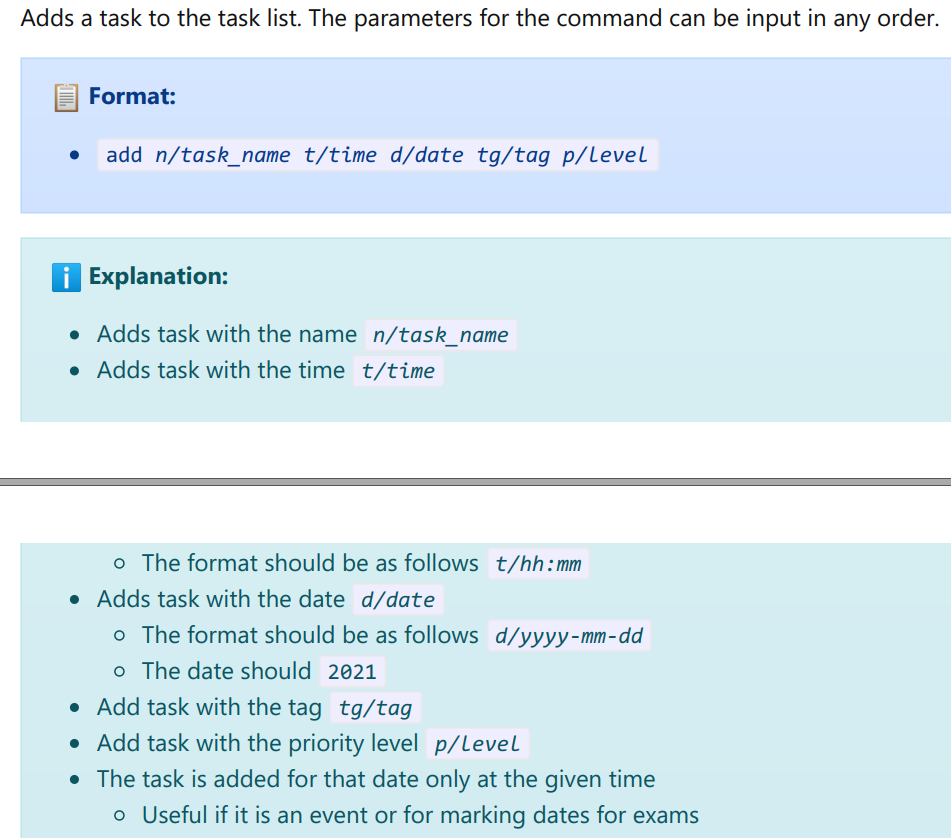 Adds a task to the task list. The parameters for the command can be input in any order.
Format:
add n/task_name t/time d/date tg/tag p/level
Explanation:
Adds task with the name n/task_name
Adds task with the time t/time
The format should be as follows t/hh:mm
Adds task with the date d/date
The format should be as follows d/yyyy-mm-dd
The date should 2021
Add task with the tag tg/tag
Add task with the priority level p/level
The task is added for that date only at the given time
Useful if it is an event or for marking dates for exams